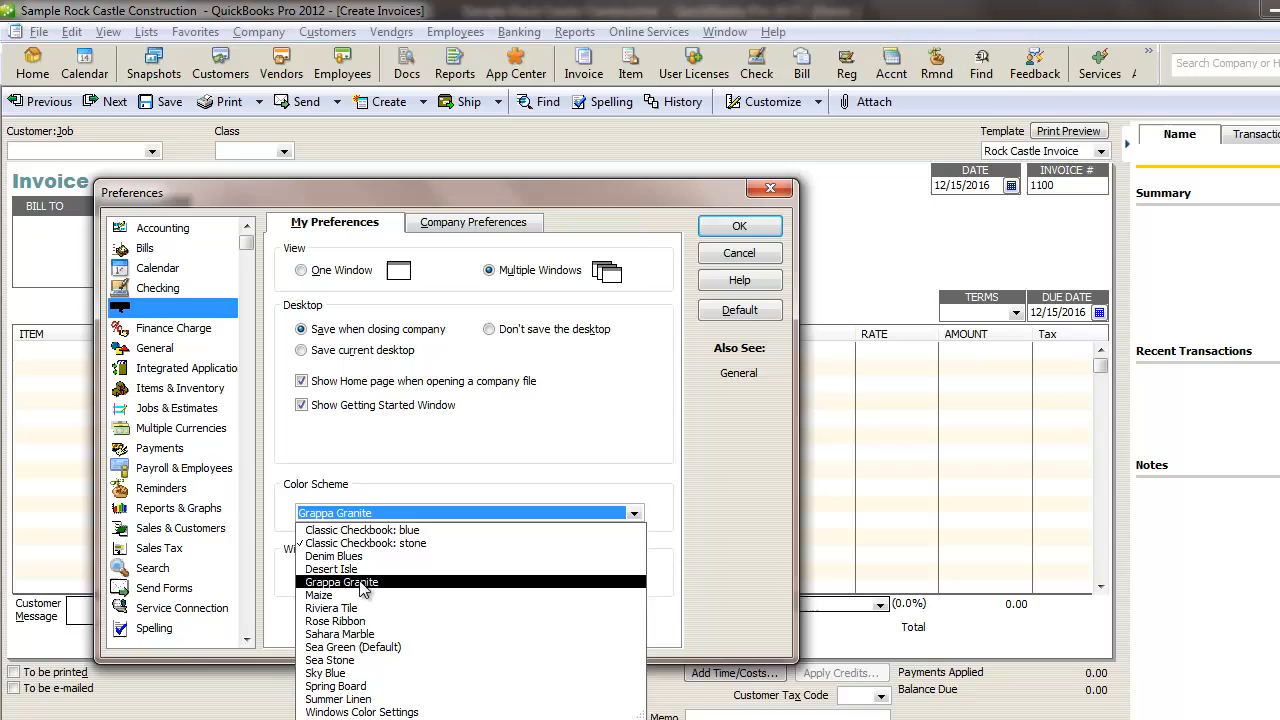 Sample Rock Castle Construction - QuickBooks Pro 2012 - [Create Invoices]
File Edit View Lists Favorites Company Customers Vendors Employees Banking Reports Online Services Window Help
Home Calendar Snapshots Customers Vendors Employees Docs Reports App Center Invoice Item User Licenses Check Bill Reg Accnt Rmnd Find Feedback Services
Search Company or H
Previous Next Save Print Send Create Ship Find Spelling History Customize Attach
Customer:Job
Class
Template Print Preview
Rock Castle Invoice
Name
Transactio
Invoice
DATE
INVOICE #
12/15/2016
1100
BILL TO
Summary
TERMS
DUE DATE
12/15/2016
ITEM
RATE
AMOUNT
Tax
Recent Transactions
Notes
Preferences
Accounting
Bills
Calendar
Checking
Finance Charge
General
Integrated Applicatio
Items & Inventory
Jobs & Estimates
Multiple Currencies
Payments
Payroll & Employees
Reminders
Reports & Graphs
Sales & Customers
Sales Tax
Search
Send Forms
Service Connection
Spelling
My Preferences
Company Preferences
View
One Window
Multiple Windows
Desktop
Save when closing company
Don't save the desktop
Save current desktop
Show Home page when opening a company file
Show Getting Started Window
Color Scheme
Grappa Granite
Classic Checkbook: blue
Classic Checkbook: stone
Denim Blues
Desert Isle
Grappa Granite
Maize
Riviera Tile
Rose Ribbon
Sahara Marble
Sea Green (Default)
Sea Stone
Sky Blue
Spring Board
Summer Linen
Windows Color Settings
OK
Cancel
Help
Default
Also See:
General
Customer
Message
(0.0%)
0.00
Total
To be printed
To be e-mailed
Add Time/Costs...
Apply Credits...
Payments Applied
0.00
Customer Tax Code
Balance Due
0.00
Memo